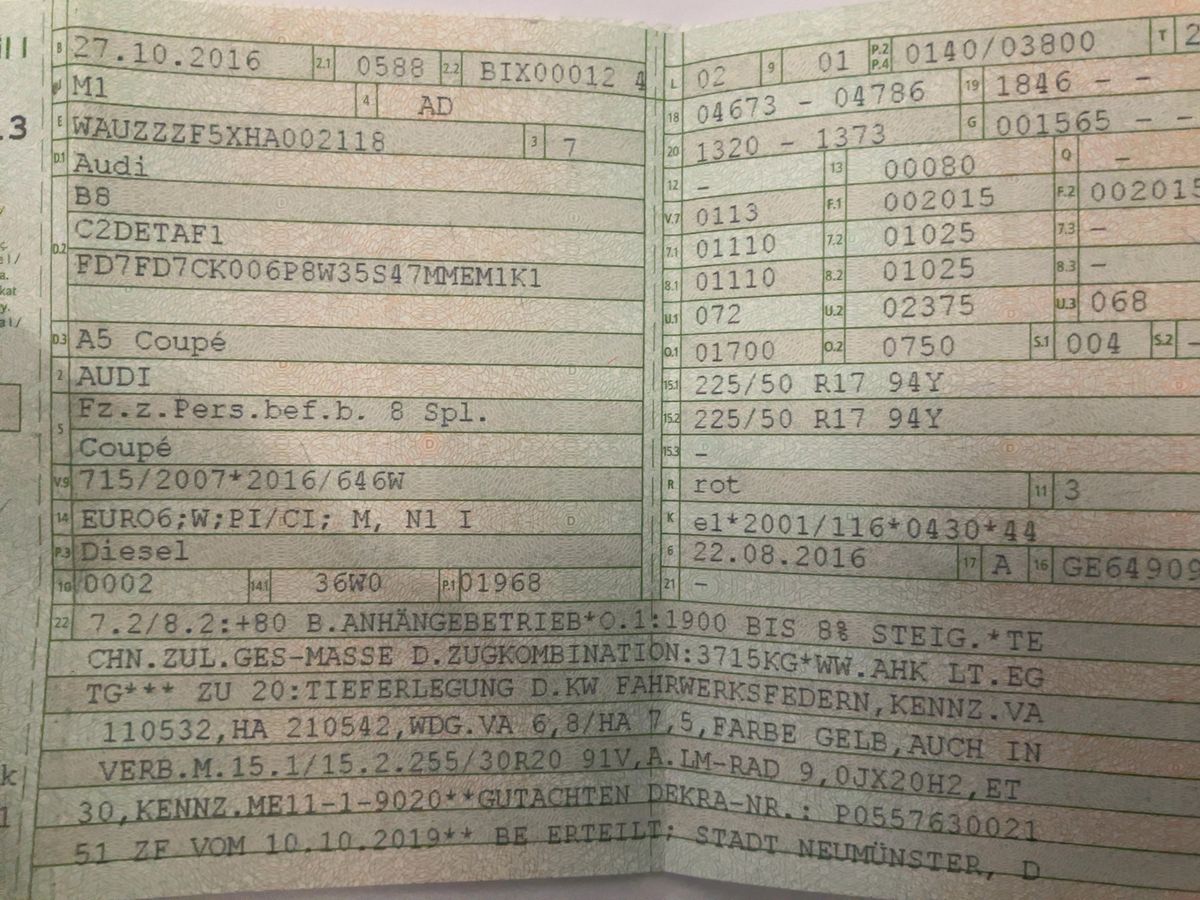 B 27.10.2016 2.1 0588 2.2 BIX00012 4
J M1 4 AD
E WAUZZZF5XHA002118 3 7
D.1 Audi
B8
D.2 C2DETAF1
FD7FD7CK006P8W35S47MMEM1K1
D.3 A5 Coupé
2 AUDI
5 Fz.z.Pers.bef.b. 8 Spl.
Coupé
V.9 715/2007*2016/646W
14 EURO6;W;PI/CI; M, N1 I
P.3 Diesel
10 0002 14.1 36W0 P.1 01968
L 02 9 01 P.2 P.4 0140/03800 T 2
18 04673 - 04786 19 1846 - -
20 1320 - 1373 G 001565 - -
12 - 13 00080 Q -
V.7 0113 F.1 002015 F.2 002015
7.1 01110 7.2 01025 7.3 -
8.1 01110 8.2 01025 8.3 -
U.1 072 U.2 02375 U.3 068
O.1 01700 O.2 0750 S.1 004 S.2 -
15.1 225/50 R17 94Y
15.2 225/50 R17 94Y
15.3 -
R rot 11 3
K e1*2001/116*0430*44
6 22.08.2016 17 A 16 GE64909
21 -
22 7.2/8.2:+80 B.ANHÄNGEBETRIEB*O.1:1900 BIS 8% STEIG.*TE
CHN.ZUL.GES-MASSE D.ZUGKOMBINATION:3715KG*WW.AHK LT.EG
TG*** ZU 20:TIEFERLEGUNG D.KW FAHRWERKSFEDERN,KENNZ.VA
110532,HA 210542,WDG.VA 6,8/HA 7,5,FARBE GELB,AUCH IN
VERB.M.15.1/15.2.255/30R20 91V,A.LM-RAD 9,0JX20H2,ET
30,KENNZ.ME11-1-9020**GUTACHTEN DEKRA-NR.: P0557630021
51 ZF VOM 10.10.2019** BE ERTEILT; STADT NEUMÜNSTER, D